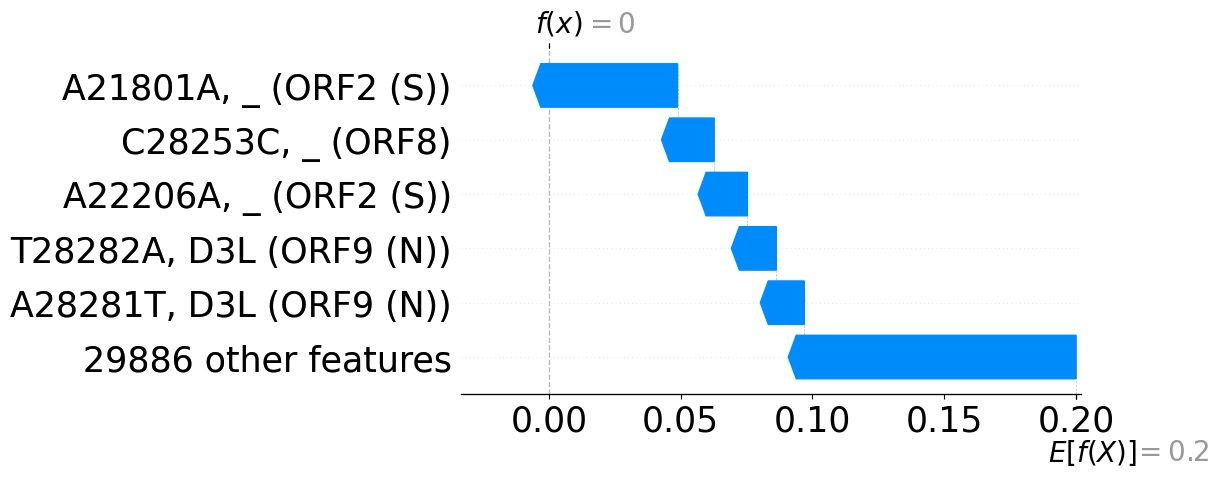 f(x) = 0
A21801A, _ (ORF2 (S))
C28253C, _ (ORF8)
A22206A, _ (ORF2 (S))
T28282A, D3L (ORF9 (N))
A28281T, D3L (ORF9 (N))
29886 other features
0.00 0.05 0.10 0.15 0.20
E[f(X)] = 0.2